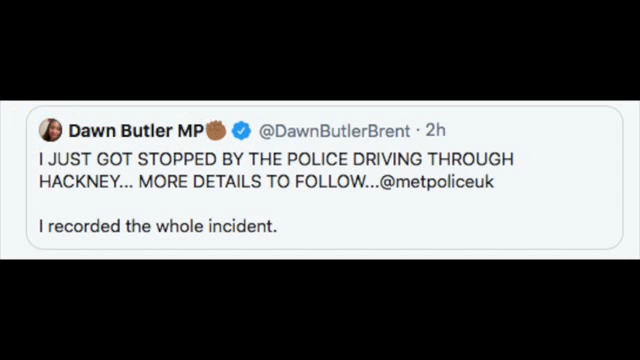 Dawn Butler MP✊🏾 @DawnButlerBrent · 2h
I JUST GOT STOPPED BY THE POLICE DRIVING THROUGH
HACKNEY... MORE DETAILS TO FOLLOW...@metpoliceuk
I recorded the whole incident.